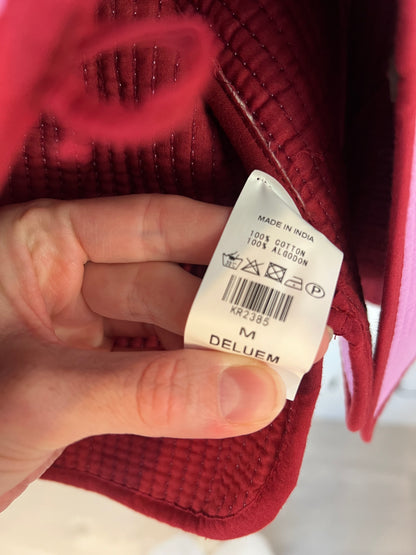 MADE IN INDIA
100% COTTON
100% ALGODON
P
KR2385
M
DELUEM